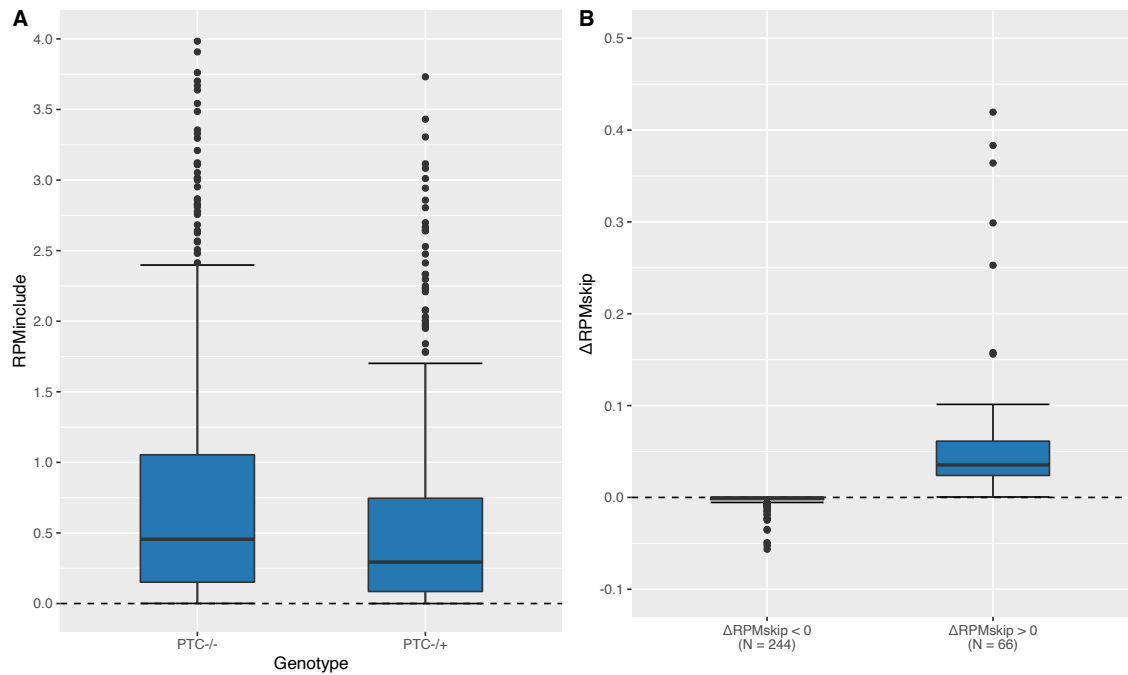 A
4.0
3.5
3.0
2.5
2.0
1.5
1.0
0.5
0.0
RPMinclude
PTC-/-
PTC-/+
Genotype
B
0.5
0.4
0.3
0.2
0.1
0.0
-0.1
ΔRPMskip
ΔRPMskip < 0
(N = 244)
ΔRPMskip > 0
(N = 66)